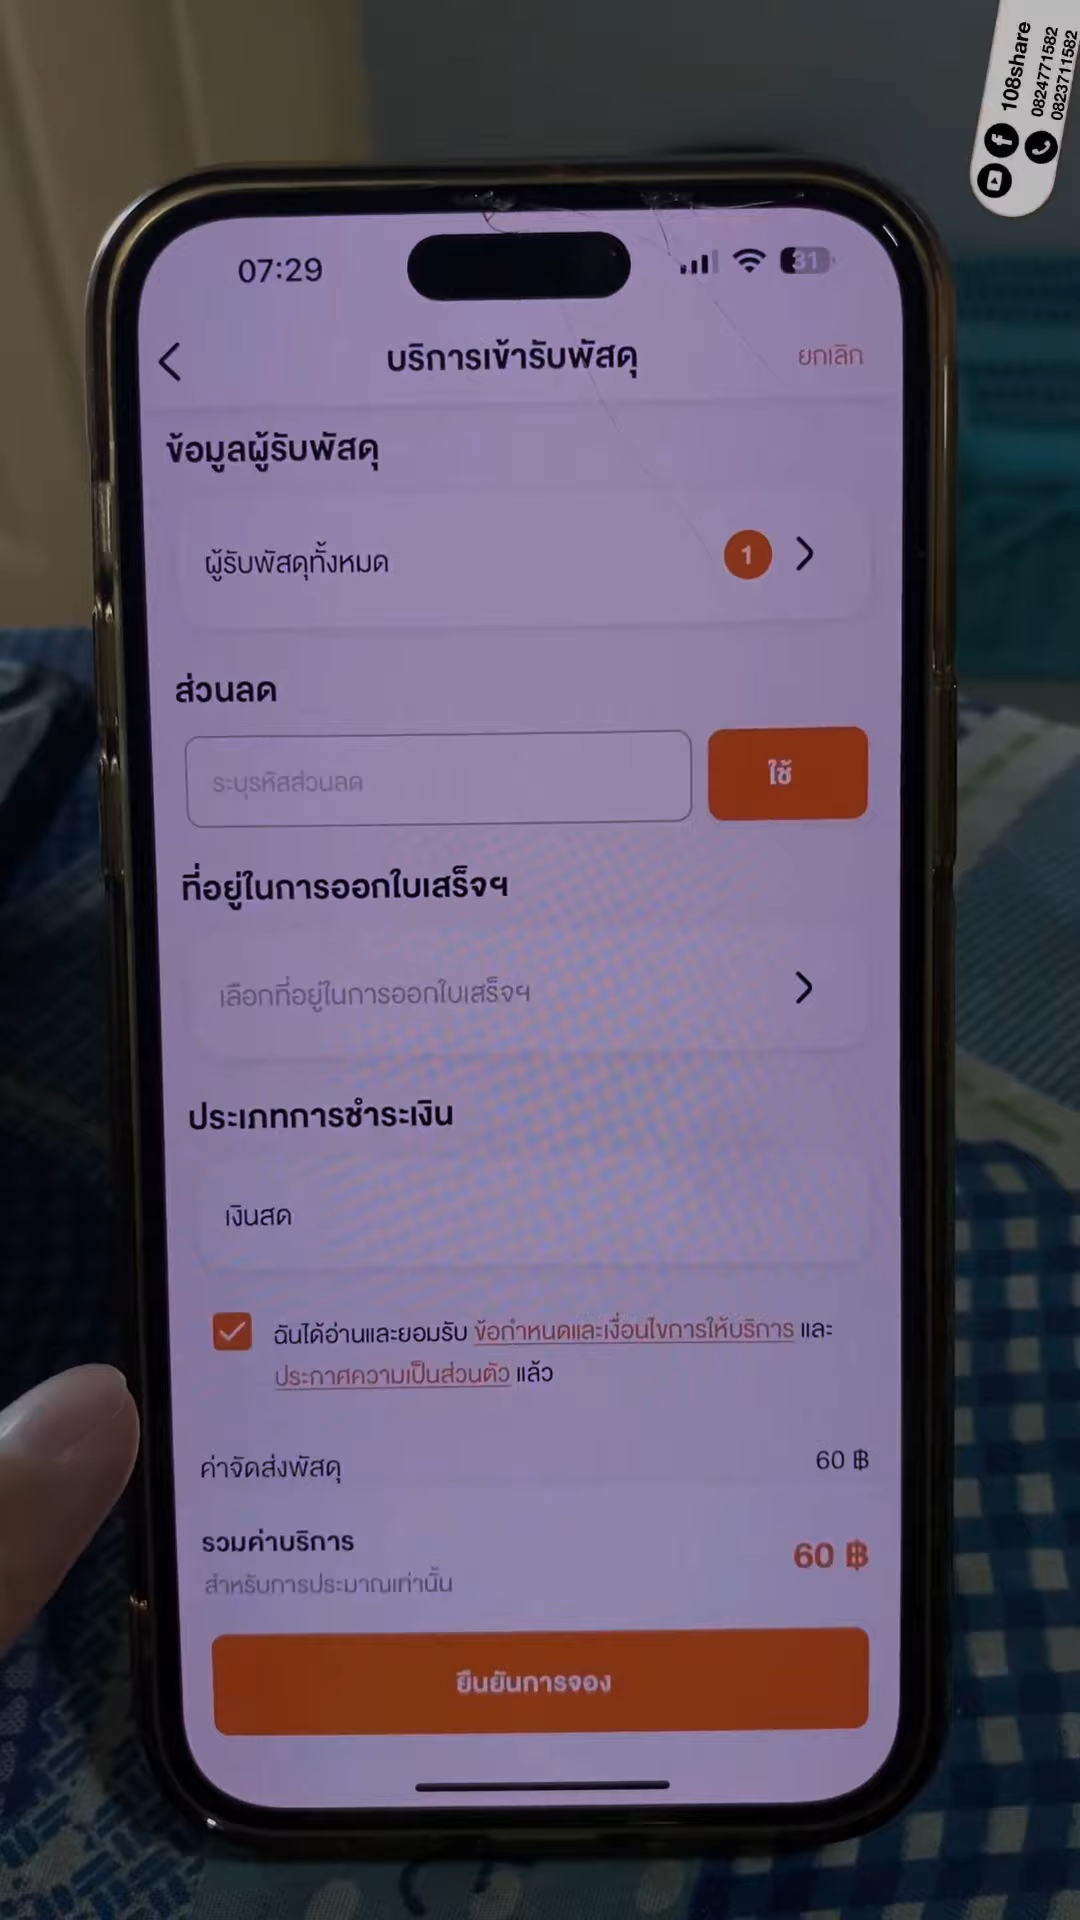 108share
0824771582
0823711582
07:29
31
บริการเข้ารับพัสดุ
ยกเลิก
ข้อมูลผู้รับพัสดุ
ผู้รับพัสดุทั้งหมด
1
ส่วนลด
ระบุรหัสส่วนลด
ใช้
ที่อยู่ในการออกใบเสร็จฯ
เลือกที่อยู่ในการออกใบเสร็จฯ
ประเภทการชำระเงิน
เงินสด
ฉันได้อ่านและยอมรับ ข้อกำหนดและเงื่อนไขการให้บริการ และ
ประกาศความเป็นส่วนตัว แล้ว
ค่าจัดส่งพัสดุ
60 ฿
รวมค่าบริการ
60 ฿
สำหรับการประมาณเท่านั้น
ยืนยันการจอง